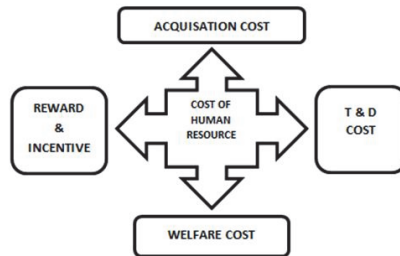 ACQUISATION COST
REWARD
&
INCENTIVE
COST OF
HUMAN
RESOURCE
T & D
COST
WELFARE COST